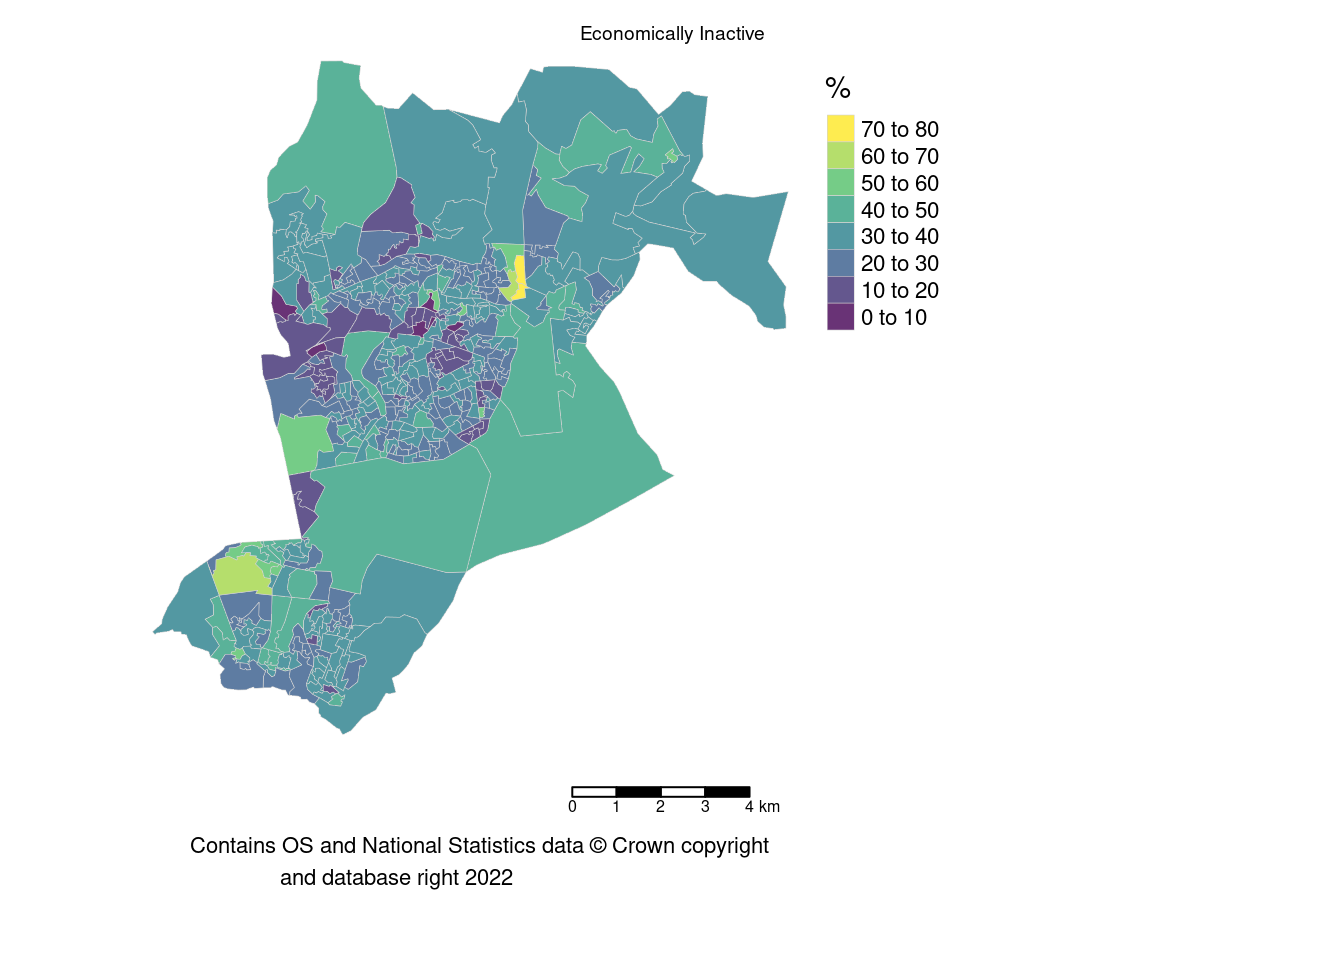 Economically Inactive
%
70 to 80
60 to 70
50 to 60
40 to 50
30 to 40
20 to 30
10 to 20
0 to 10
0 1 2 3 4 km
Contains OS and National Statistics data © Crown copyright
and database right 2022